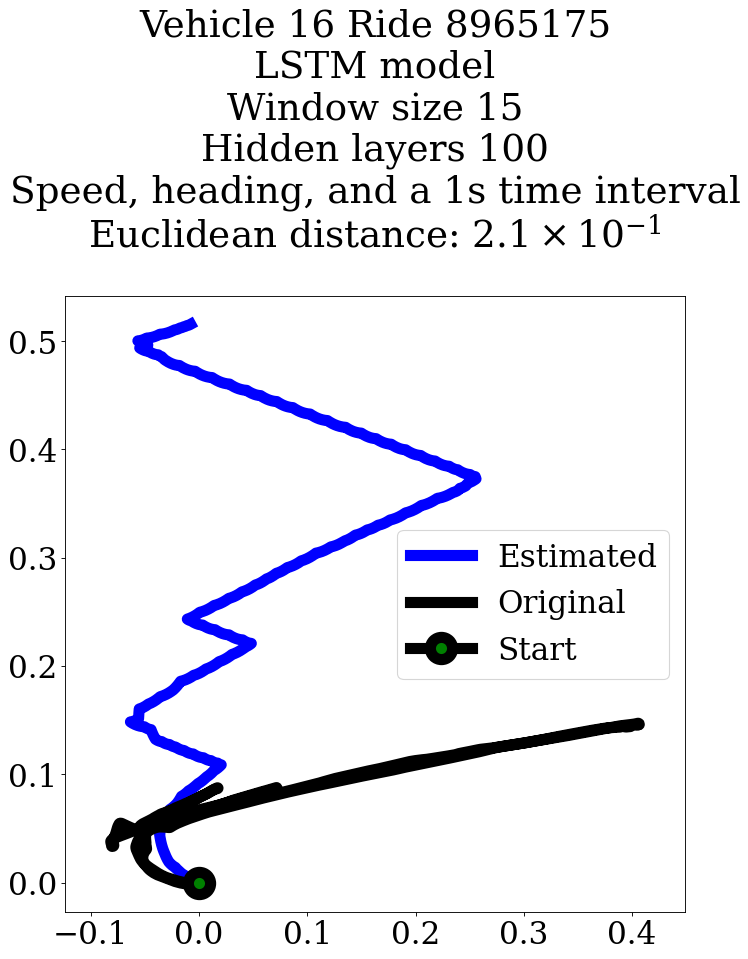 Vehicle 16 Ride 8965175
LSTM model
Window size 15
Hidden layers 100
Speed, heading, and a 1s time interval
Euclidean distance: 2.1 × 10⁻¹
0.5
0.4
0.3
0.2
0.1
0.0
Estimated
Original
Start
−0.1 0.0 0.1 0.2 0.3 0.4